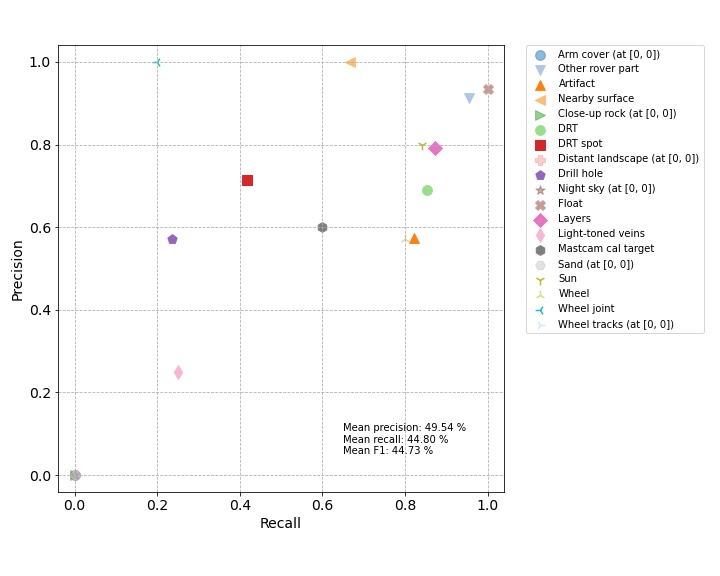 1.0
0.8
0.6
0.4
0.2
0.0
Precision
0.0 0.2 0.4 0.6 0.8 1.0
Recall
Mean precision: 49.54 %
Mean recall: 44.80 %
Mean F1: 44.73 %
Arm cover (at [0, 0])
Other rover part
Artifact
Nearby surface
Close-up rock (at [0, 0])
DRT
DRT spot
Distant landscape (at [0, 0])
Drill hole
Night sky (at [0, 0])
Float
Layers
Light-toned veins
Mastcam cal target
Sand (at [0, 0])
Sun
Wheel
Wheel joint
Wheel tracks (at [0, 0])